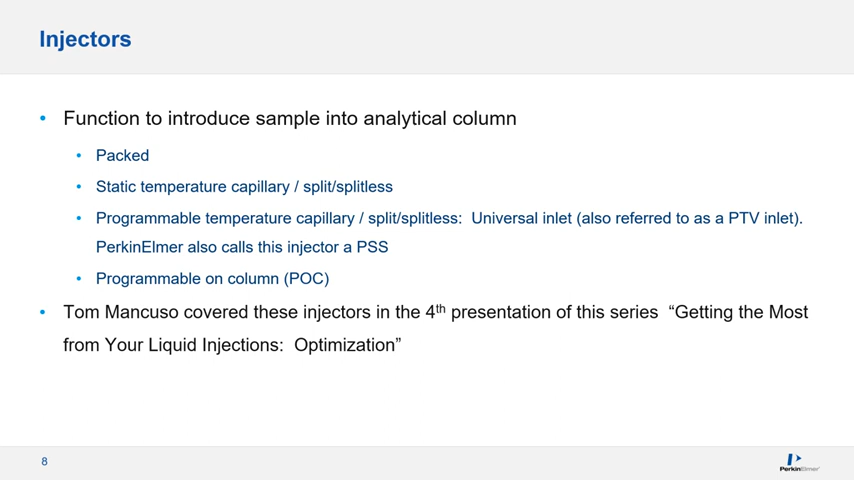 Injectors
• Function to introduce sample into analytical column
• Packed
• Static temperature capillary / split/splitless
• Programmable temperature capillary / split/splitless:  Universal inlet (also referred to as a PTV inlet).
PerkinElmer also calls this injector a PSS
• Programmable on column (POC)
• Tom Mancuso covered these injectors in the 4th presentation of this series  “Getting the Most
from Your Liquid Injections:  Optimization”
8
PerkinElmer